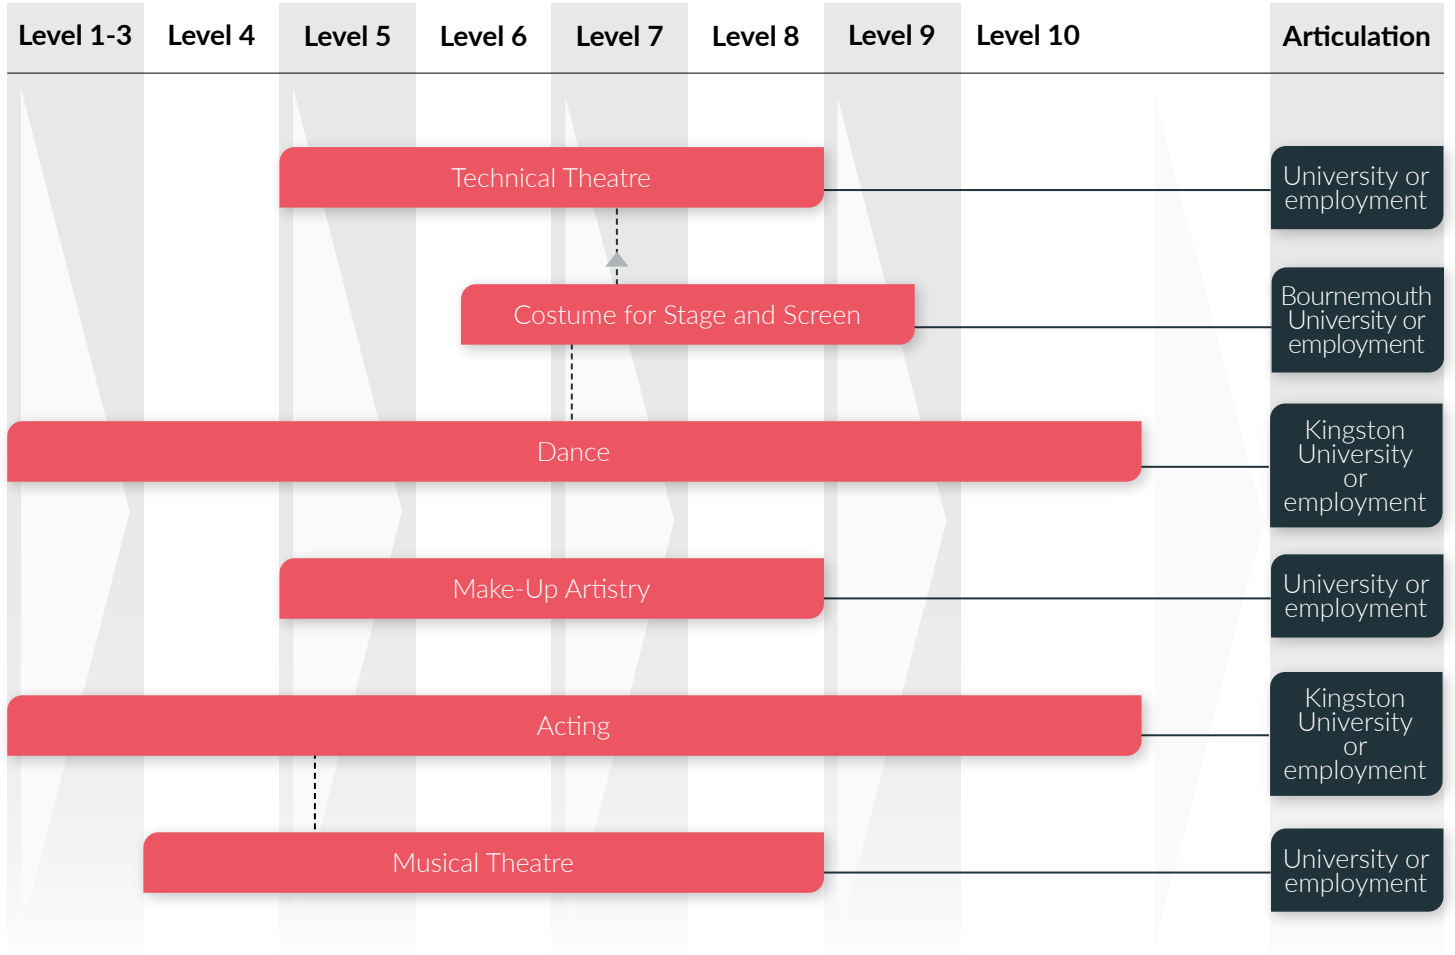 Level 1-3 Level 4 Level 5 Level 6 Level 7 Level 8 Level 9 Level 10 Articulation
Technical Theatre
University or
employment
Costume for Stage and Screen
Bournemouth
University or
employment
Dance
Kingston
University
or
employment
Make-Up Artistry
University or
employment
Acting
Kingston
University
or
employment
Musical Theatre
University or
employment